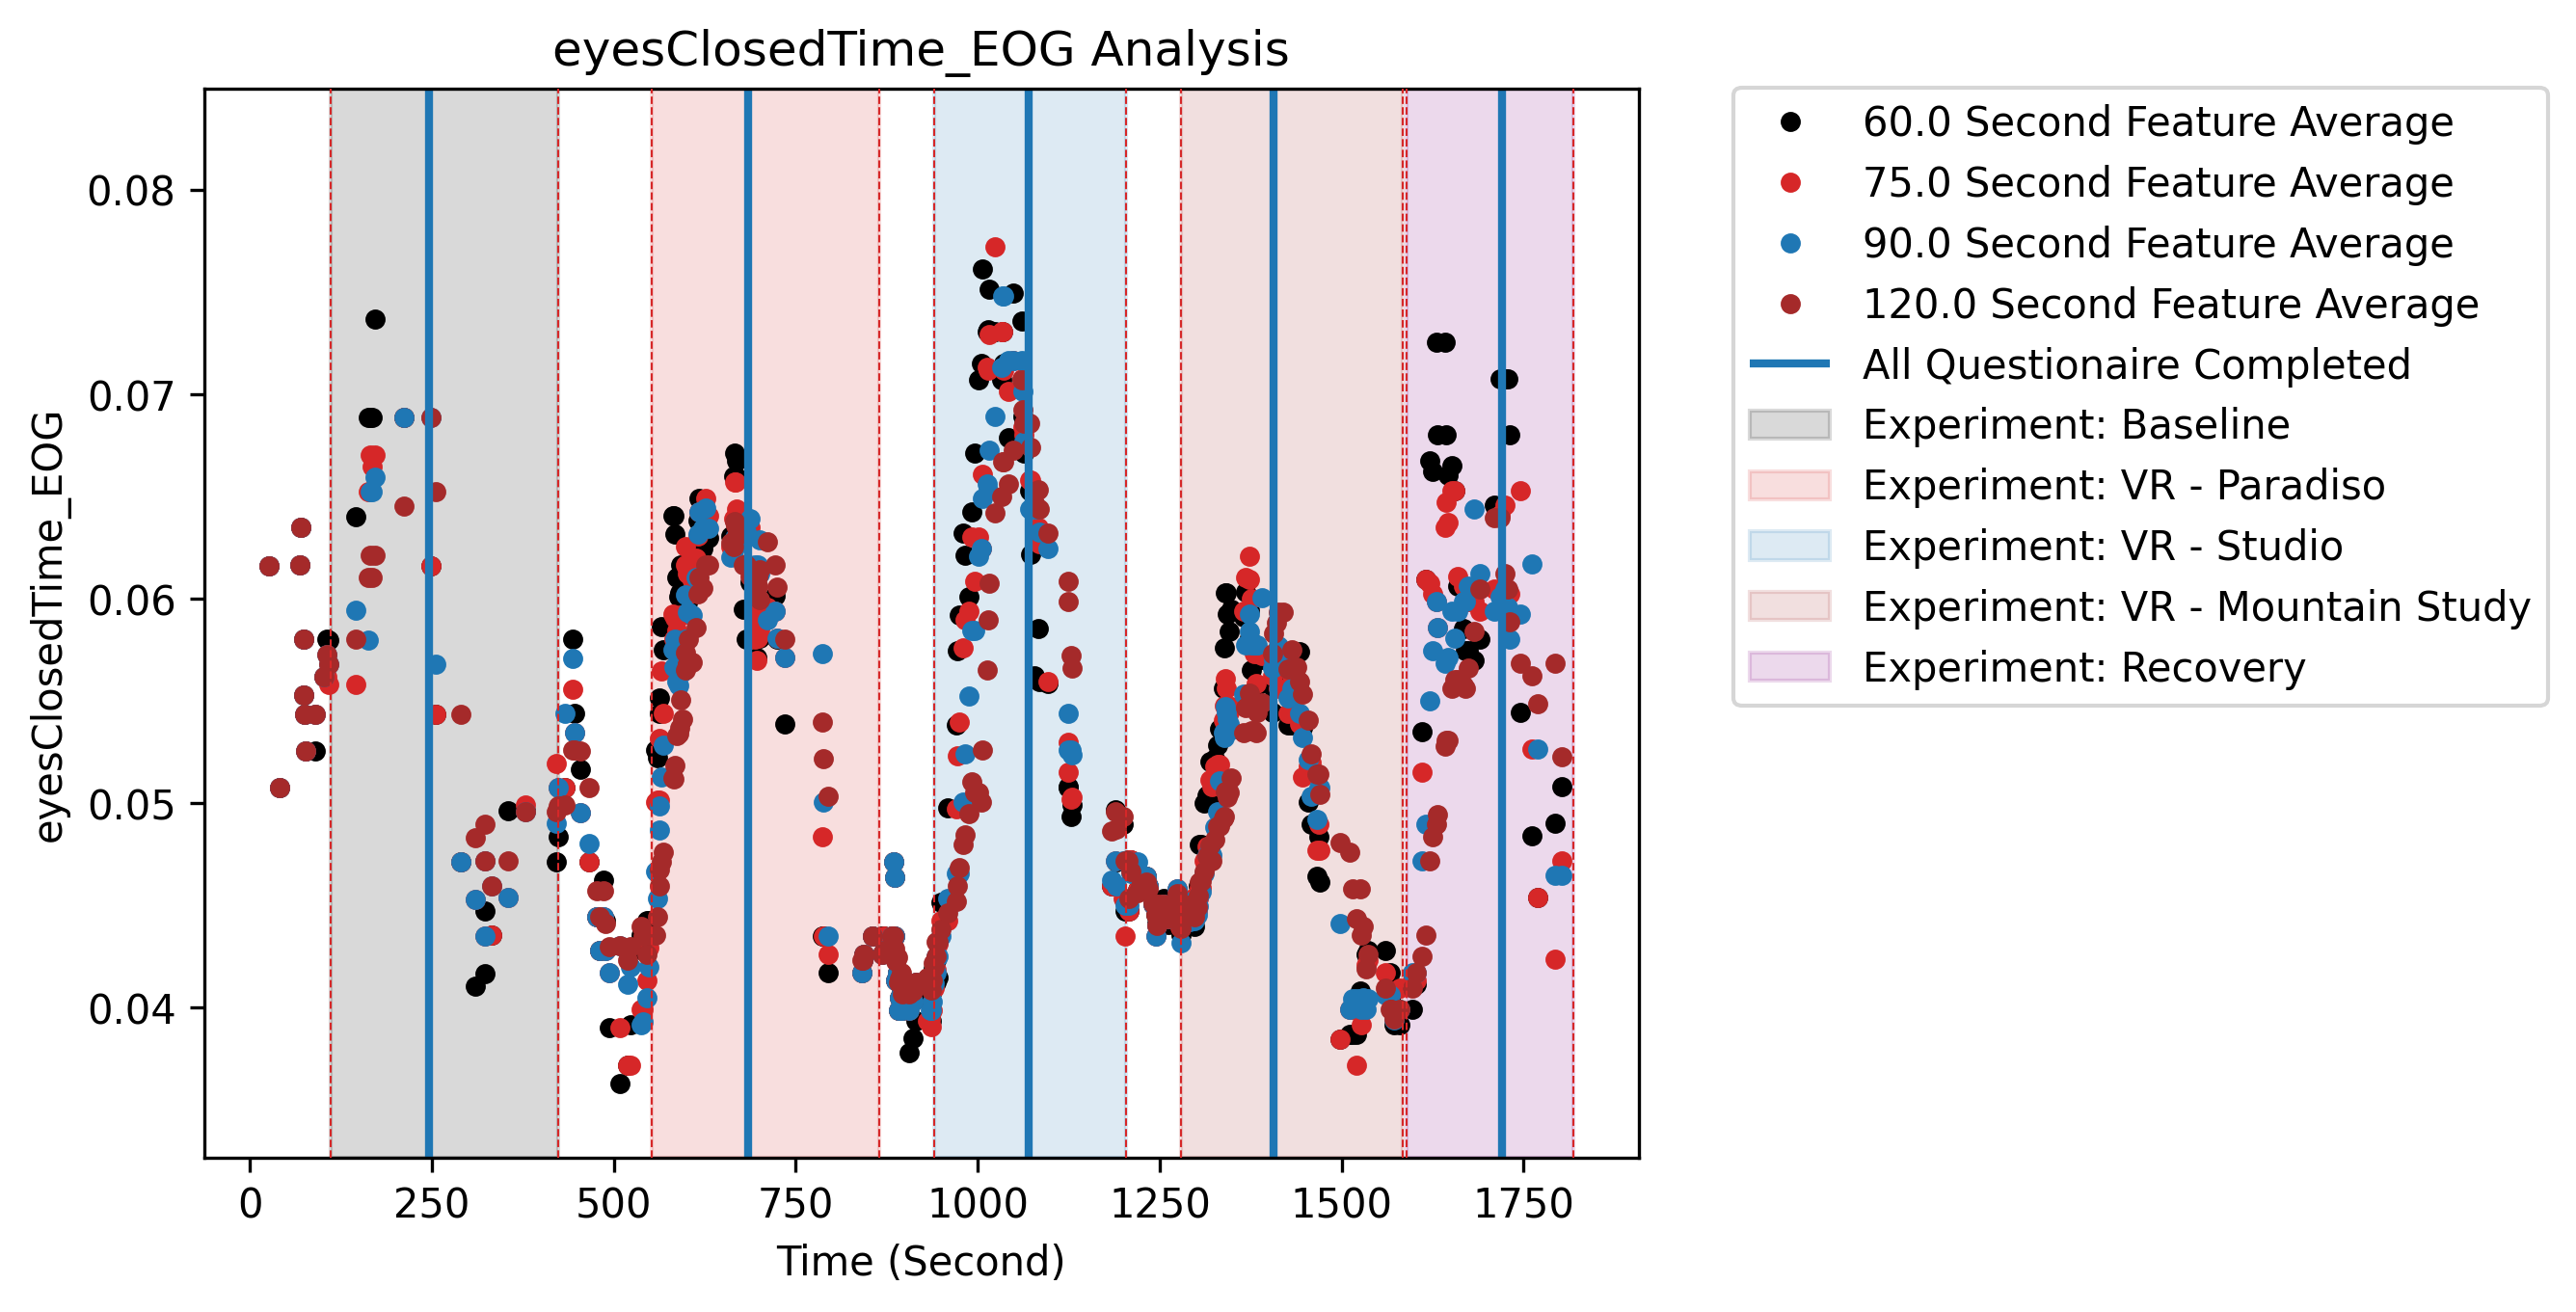 eyesClosedTime_EOG Analysis
eyesClosedTime_EOG
0.08
0.07
0.06
0.05
0.04
0
250
500
750
1000
1250
1500
1750
Time (Second)
60.0 Second Feature Average
75.0 Second Feature Average
90.0 Second Feature Average
120.0 Second Feature Average
All Questionaire Completed
Experiment: Baseline
Experiment: VR - Paradiso
Experiment: VR - Studio
Experiment: VR - Mountain Study
Experiment: Recovery